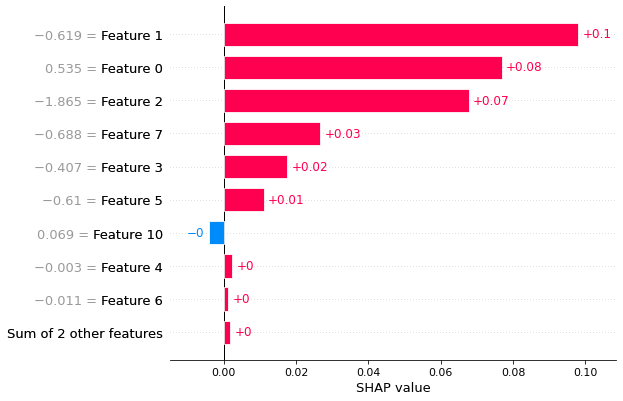 −0.619 = Feature 1 +0.1
0.535 = Feature 0 +0.08
−1.865 = Feature 2 +0.07
−0.688 = Feature 7 +0.03
−0.407 = Feature 3 +0.02
−0.61 = Feature 5 +0.01
0.069 = Feature 10 −0
−0.003 = Feature 4 +0
−0.011 = Feature 6 +0
Sum of 2 other features +0
0.00 0.02 0.04 0.06 0.08 0.10
SHAP value